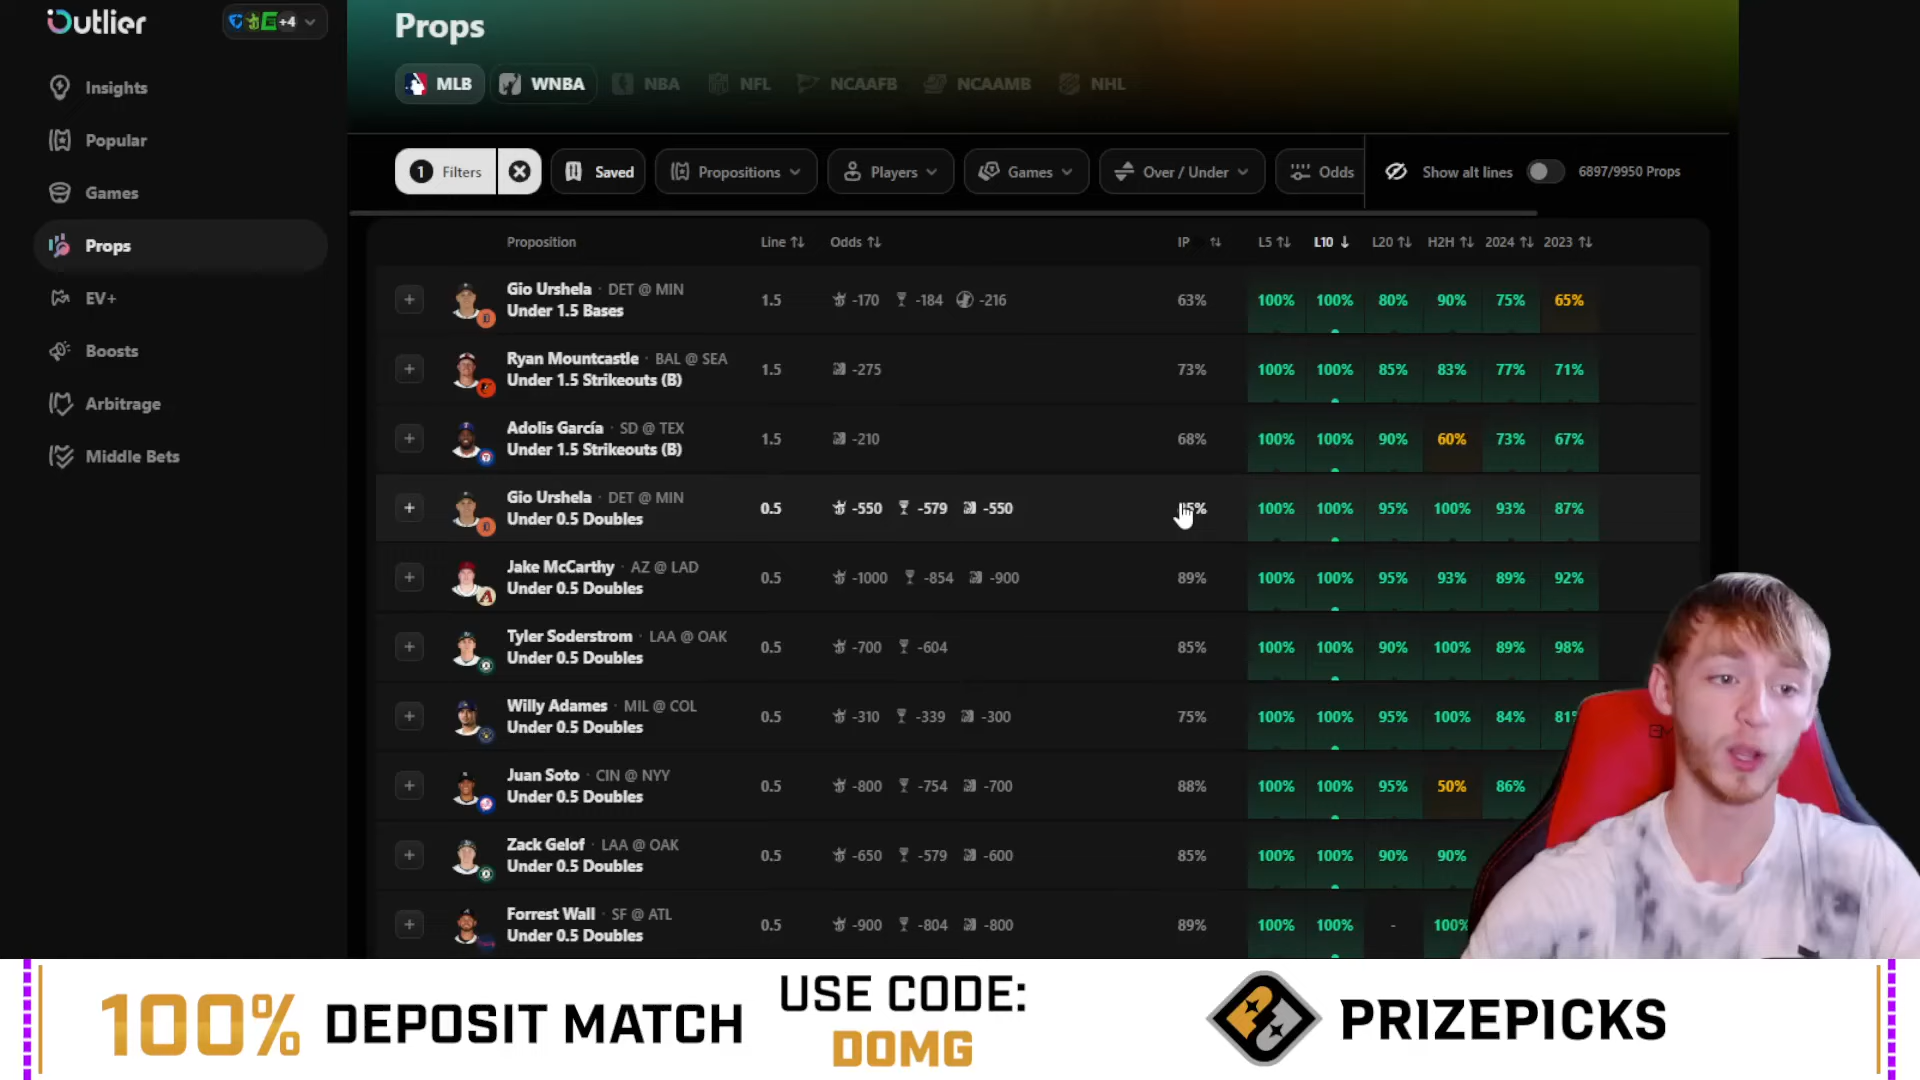 Outlier
+4
Insights
Popular
Games
Props
EV+
Boosts
Arbitrage
Middle Bets
Props
MLB
WNBA
NBA
NFL
NCAAFB
NCAAMB
NHL
1 Filters
Saved
Propositions
Players
Games
Over / Under
Odds
Show alt lines
6897/9950 Props
Proposition Line Odds IP L5 L10 L20 H2H 2024 2023
Gio Urshela · DET @ MIN
Under 1.5 Bases
1.5 -170 -184 -216 63% 100% 100% 80% 90% 75% 65%
Ryan Mountcastle · BAL @ SEA
Under 1.5 Strikeouts (B)
1.5 -275 73% 100% 100% 85% 83% 77% 71%
Adolis García · SD @ TEX
Under 1.5 Strikeouts (B)
1.5 -210 68% 100% 100% 90% 60% 73% 67%
Gio Urshela · DET @ MIN
Under 0.5 Doubles
0.5 -550 -579 -550 100% 100% 95% 100% 93% 87%
Jake McCarthy · AZ @ LAD
Under 0.5 Doubles
0.5 -1000 -854 -900 89% 100% 100% 95% 93% 89% 92%
Tyler Soderstrom · LAA @ OAK
Under 0.5 Doubles
0.5 -700 -604 85% 100% 100% 90% 100% 89% 98%
Willy Adames · MIL @ COL
Under 0.5 Doubles
0.5 -310 -339 -300 75% 100% 100% 95% 100% 84% 81%
Juan Soto · CIN @ NYY
Under 0.5 Doubles
0.5 -800 -754 -700 88% 100% 100% 95% 50% 86%
Zack Gelof · LAA @ OAK
Under 0.5 Doubles
0.5 -650 -579 -600 85% 100% 100% 90% 90%
Forrest Wall · SF @ ATL
Under 0.5 Doubles
0.5 -900 -804 -800 89% 100% 100% - 100%
100% DEPOSIT MATCH
USE CODE:
DOMG
PRIZEPICKS